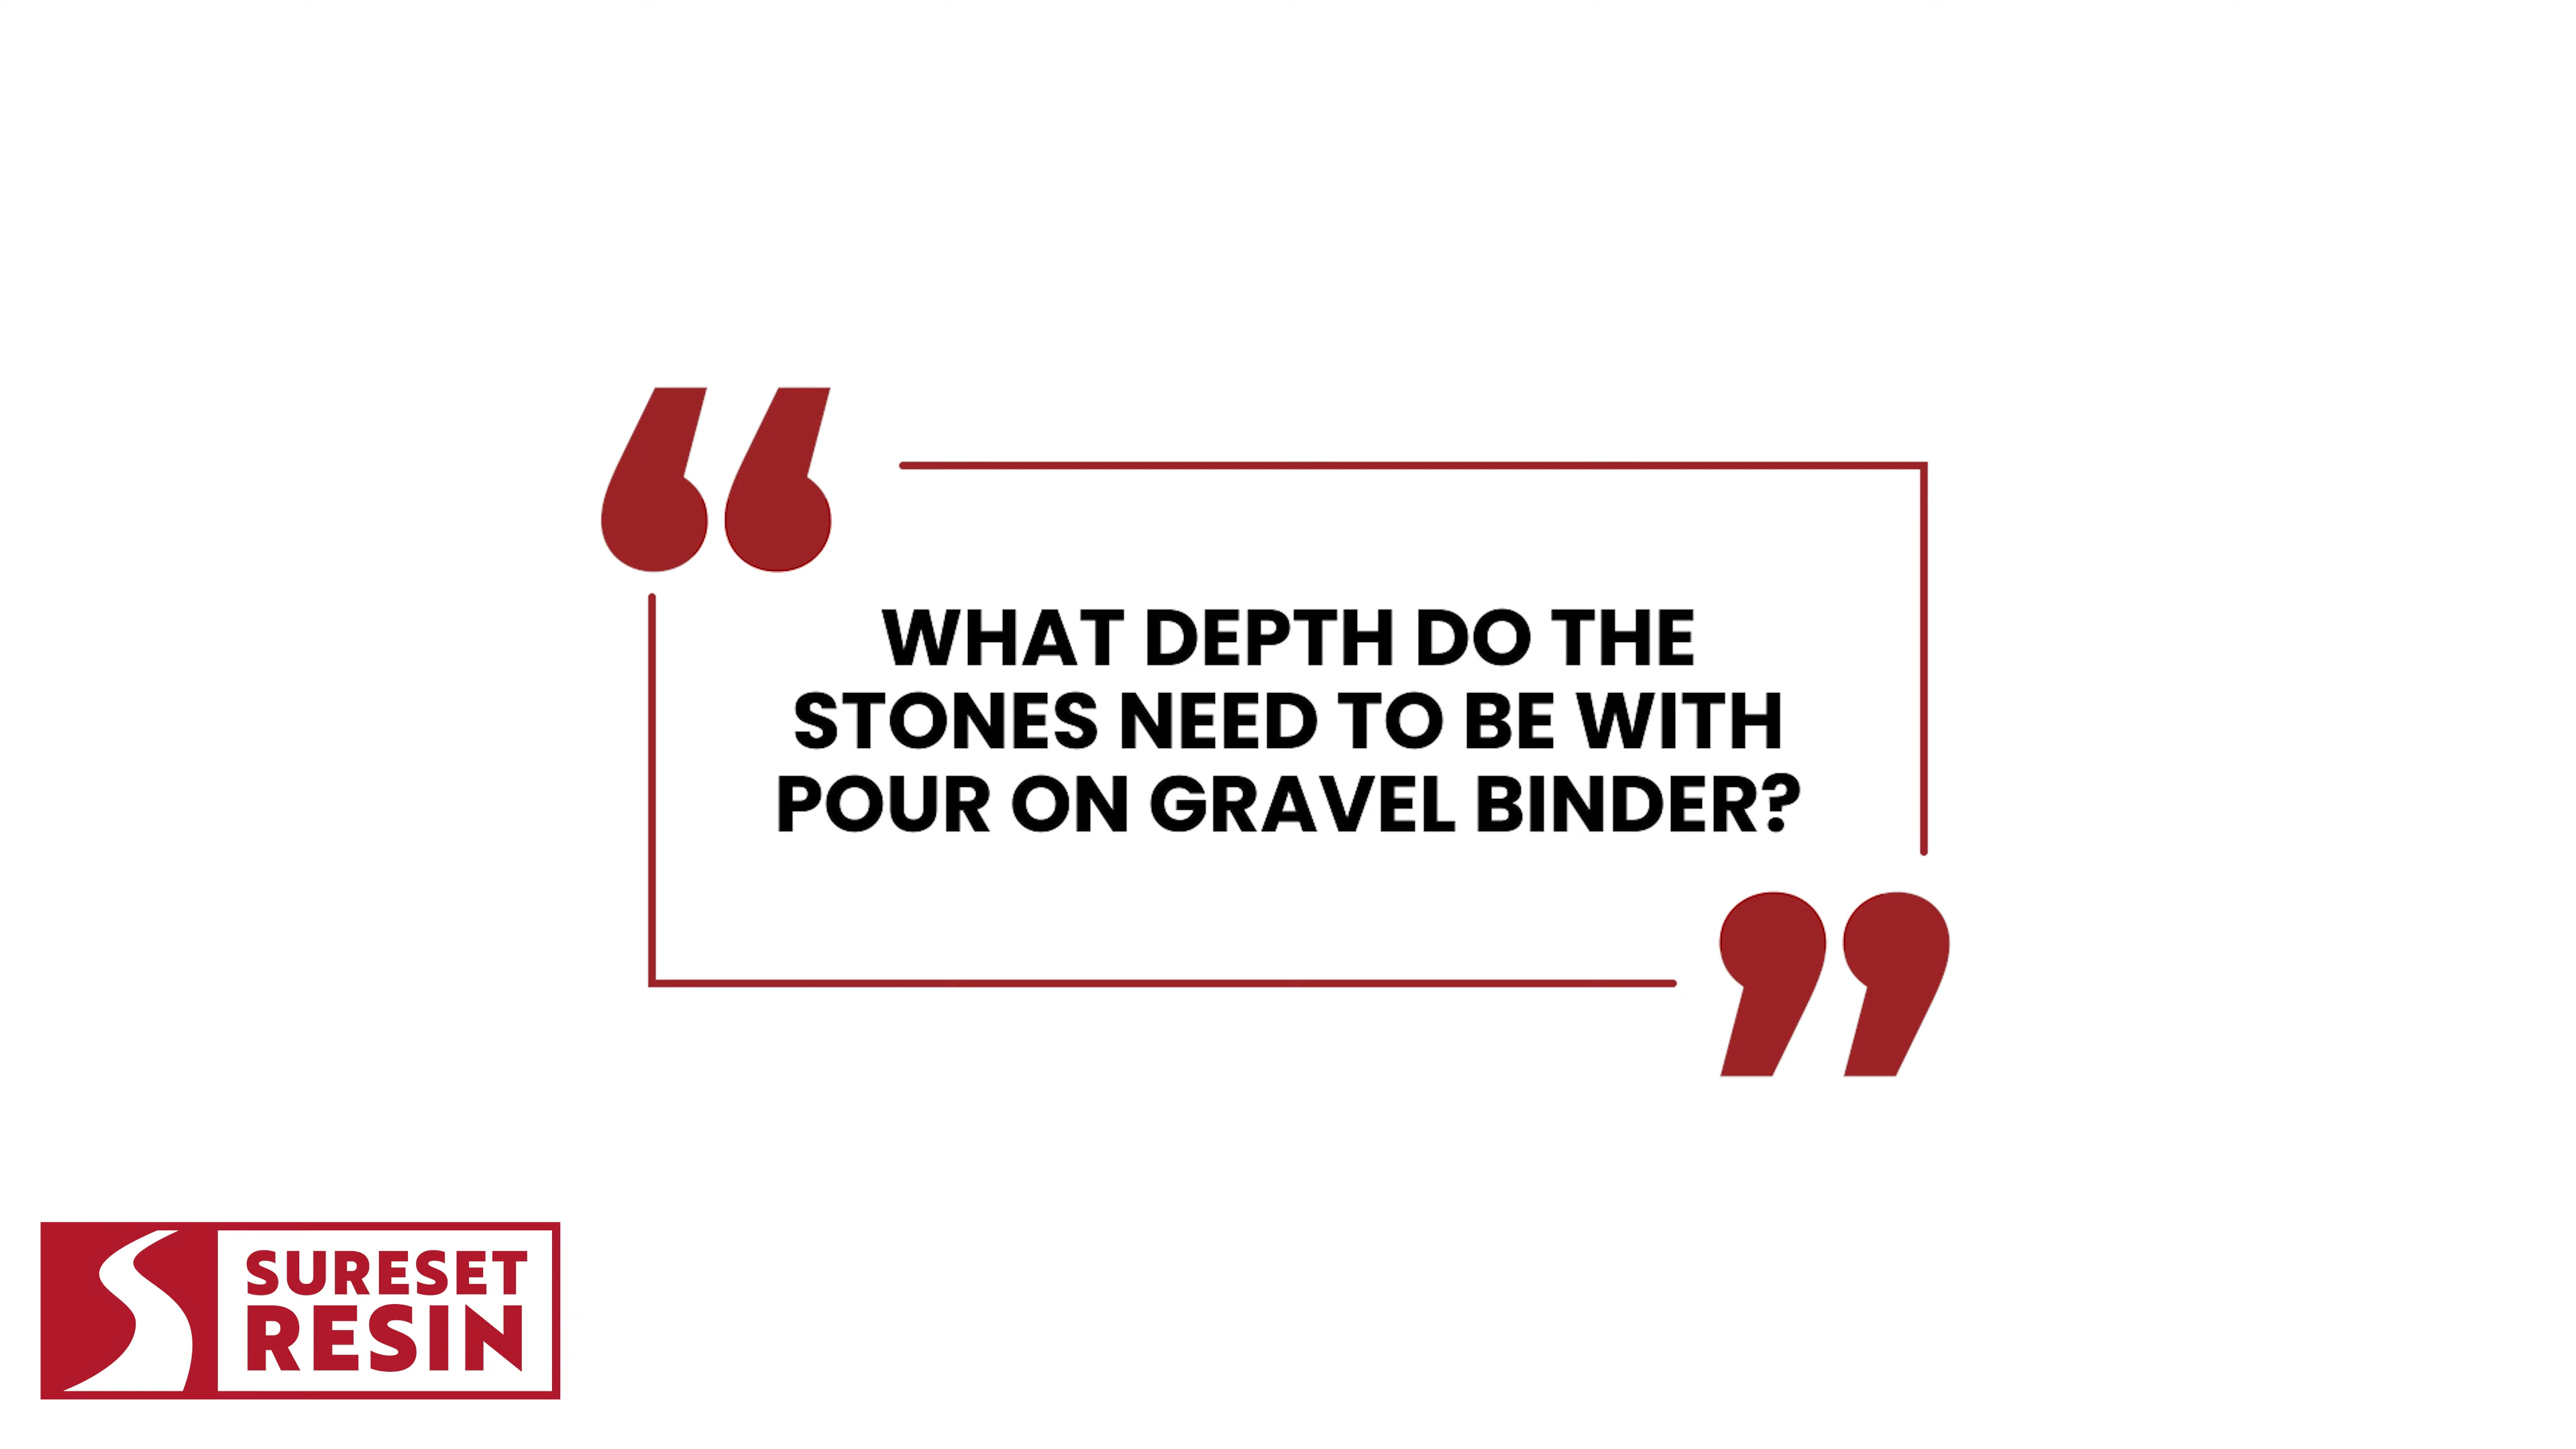 WHAT DEPTH DO THE
STONES NEED TO BE WITH
POUR ON GRAVEL BINDER?
SURESET
RESIN